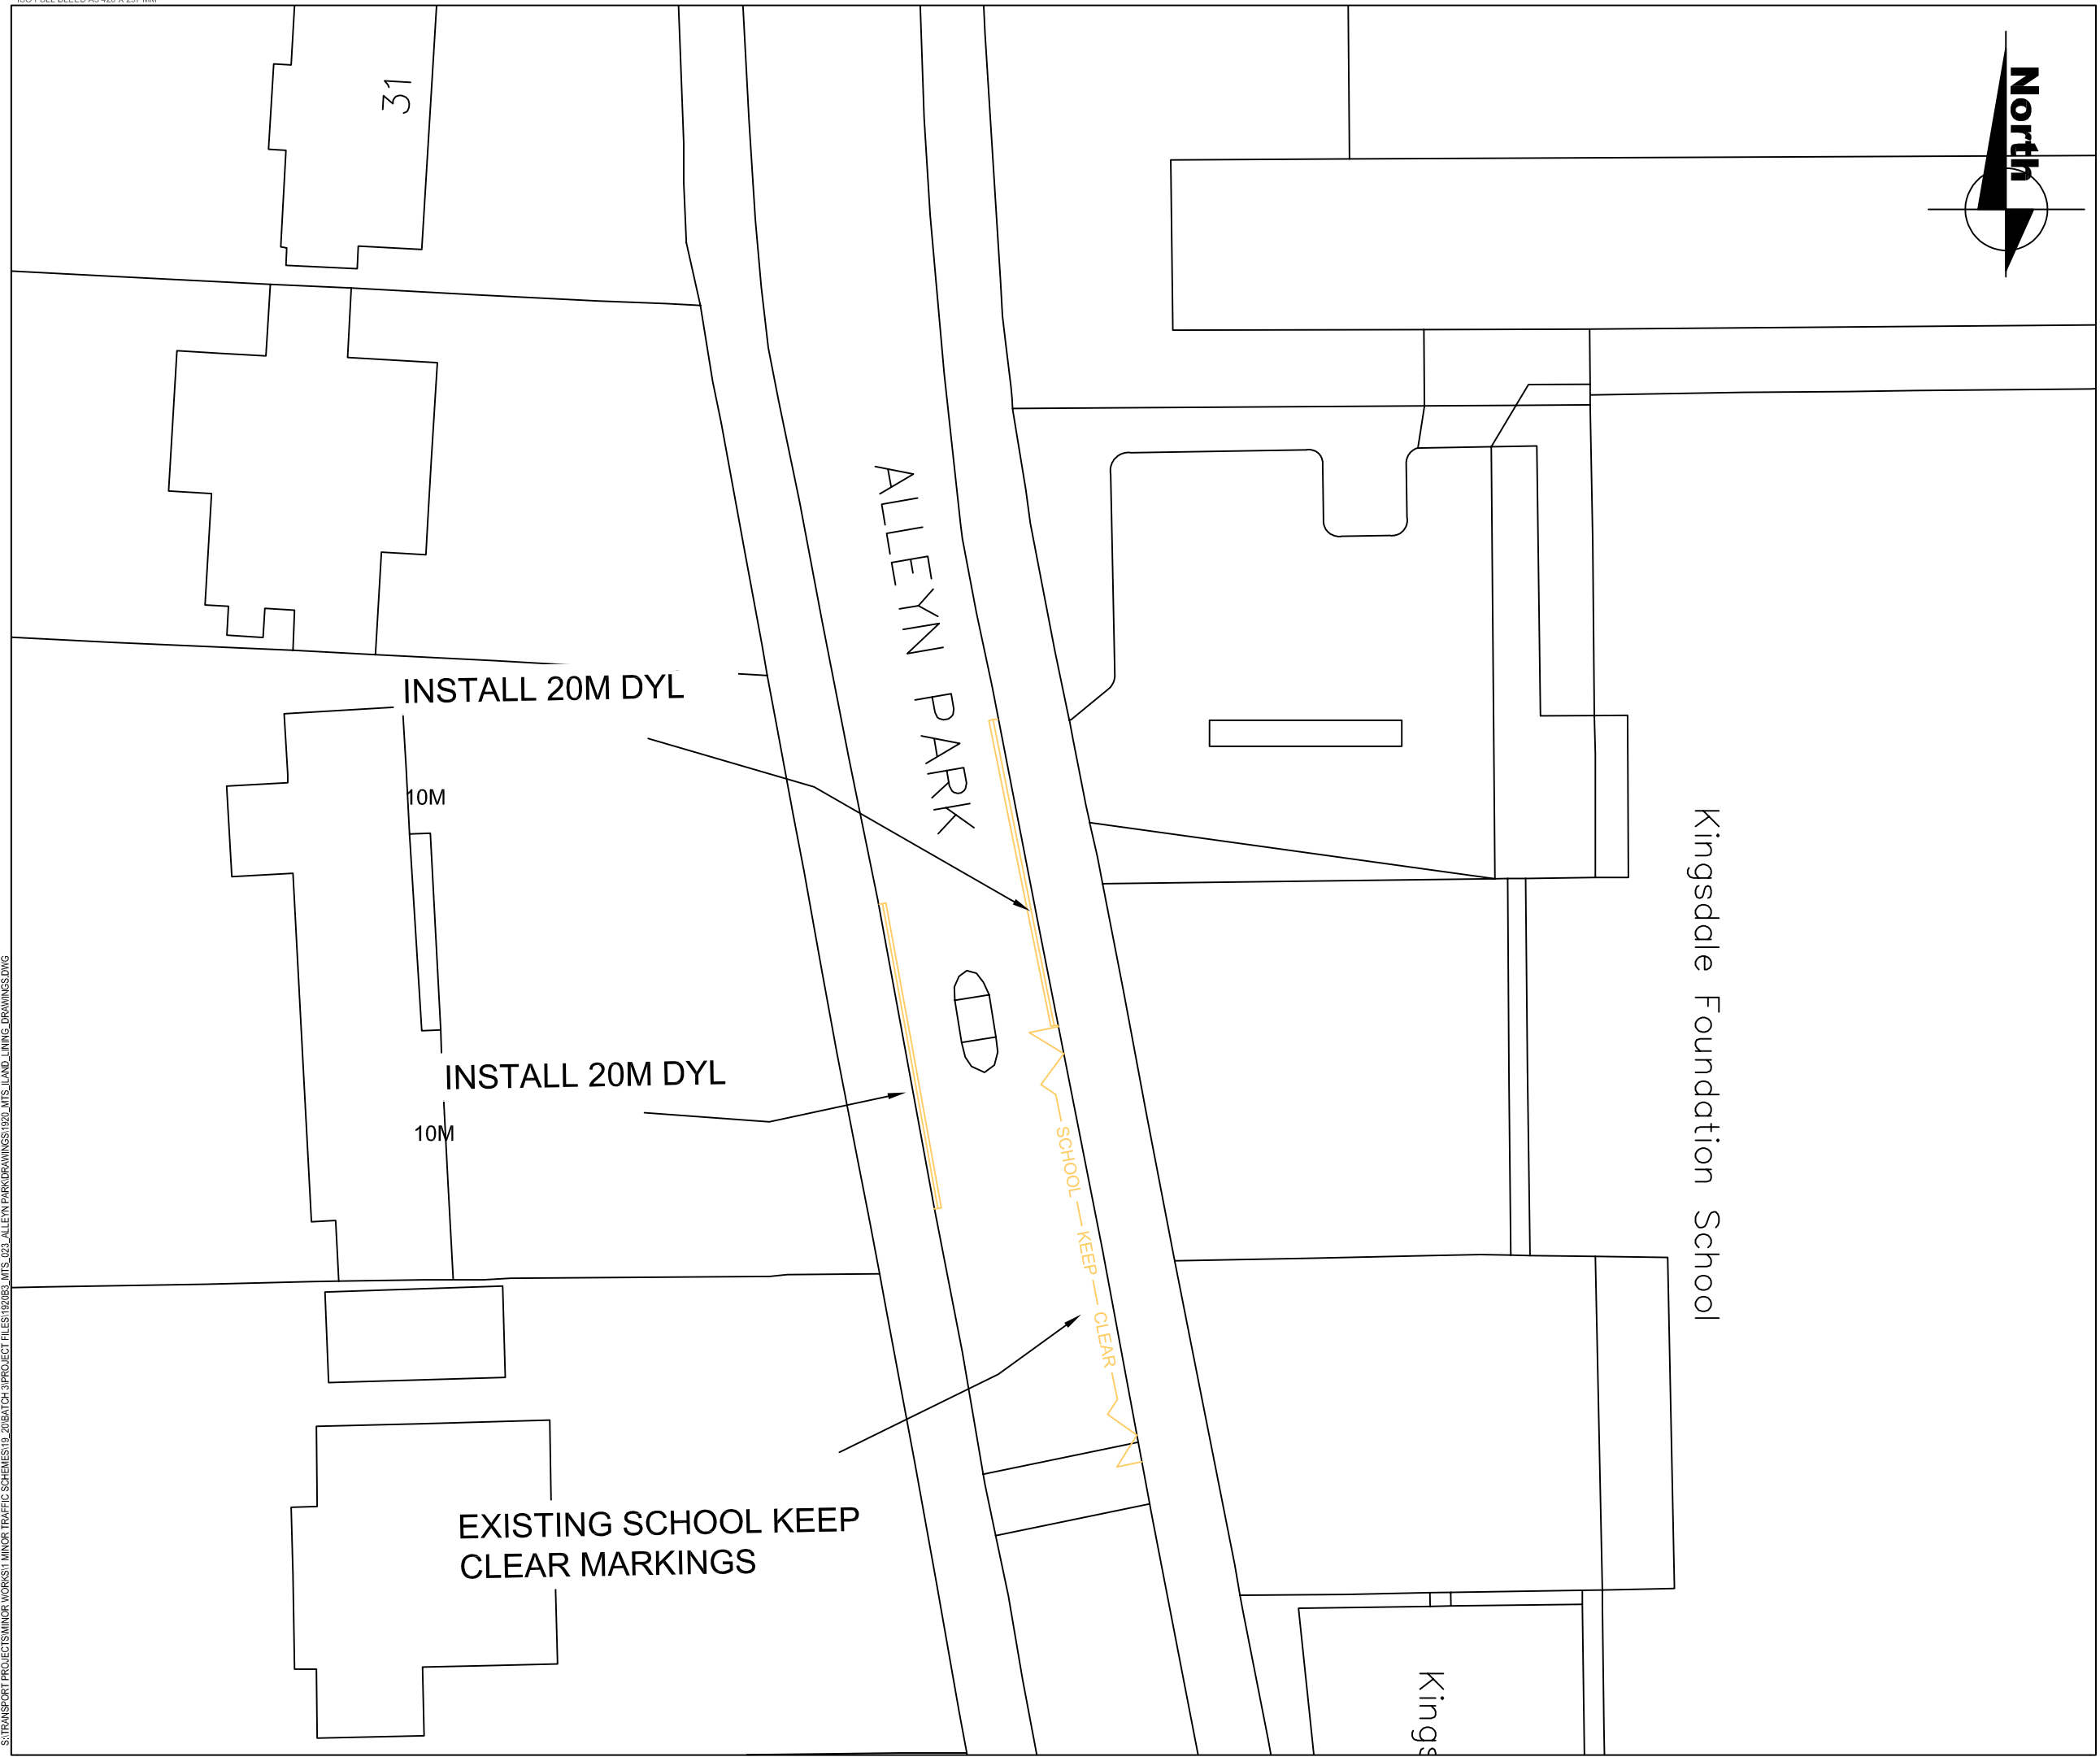 31
North
ALLEYN PARK
INSTALL 20M DYL
10M
Kingsdale Foundation School
INSTALL 20M DYL
10M
SCHOOL KEEP CLEAR
EXISTING SCHOOL KEEP
CLEAR MARKINGS
Kings
S:\TRANSPORT PROJECTS\MINOR WORKS\1 MINOR TRAFFIC SCHEMES\19_20\BATCH 3\PROJECT FILES\1920B3_MTS_023_ALLEYN PARK\DRAWINGS\1920_MTS_ILAND_LINING_DRAWINGS.DWG